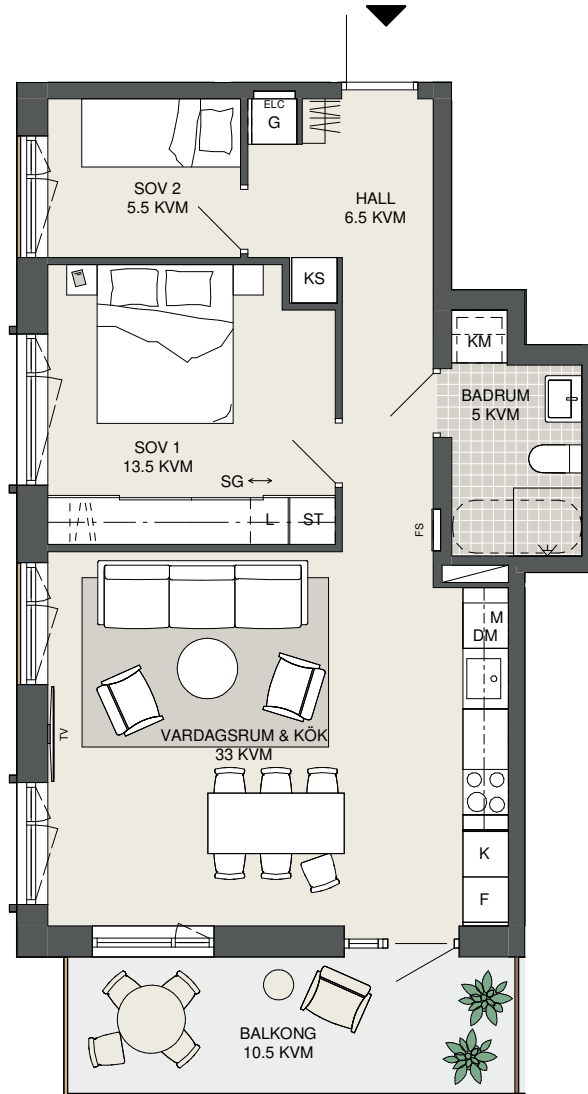 ELC
G
SOV 2
5.5 KVM
HALL
6.5 KVM
KS
KM
BADRUM
5 KVM
SOV 1
13.5 KVM
SG
L
ST
FS
M
DM
TV
VARDAGSRUM & KÖK
33 KVM
K
F
BALKONG
10.5 KVM